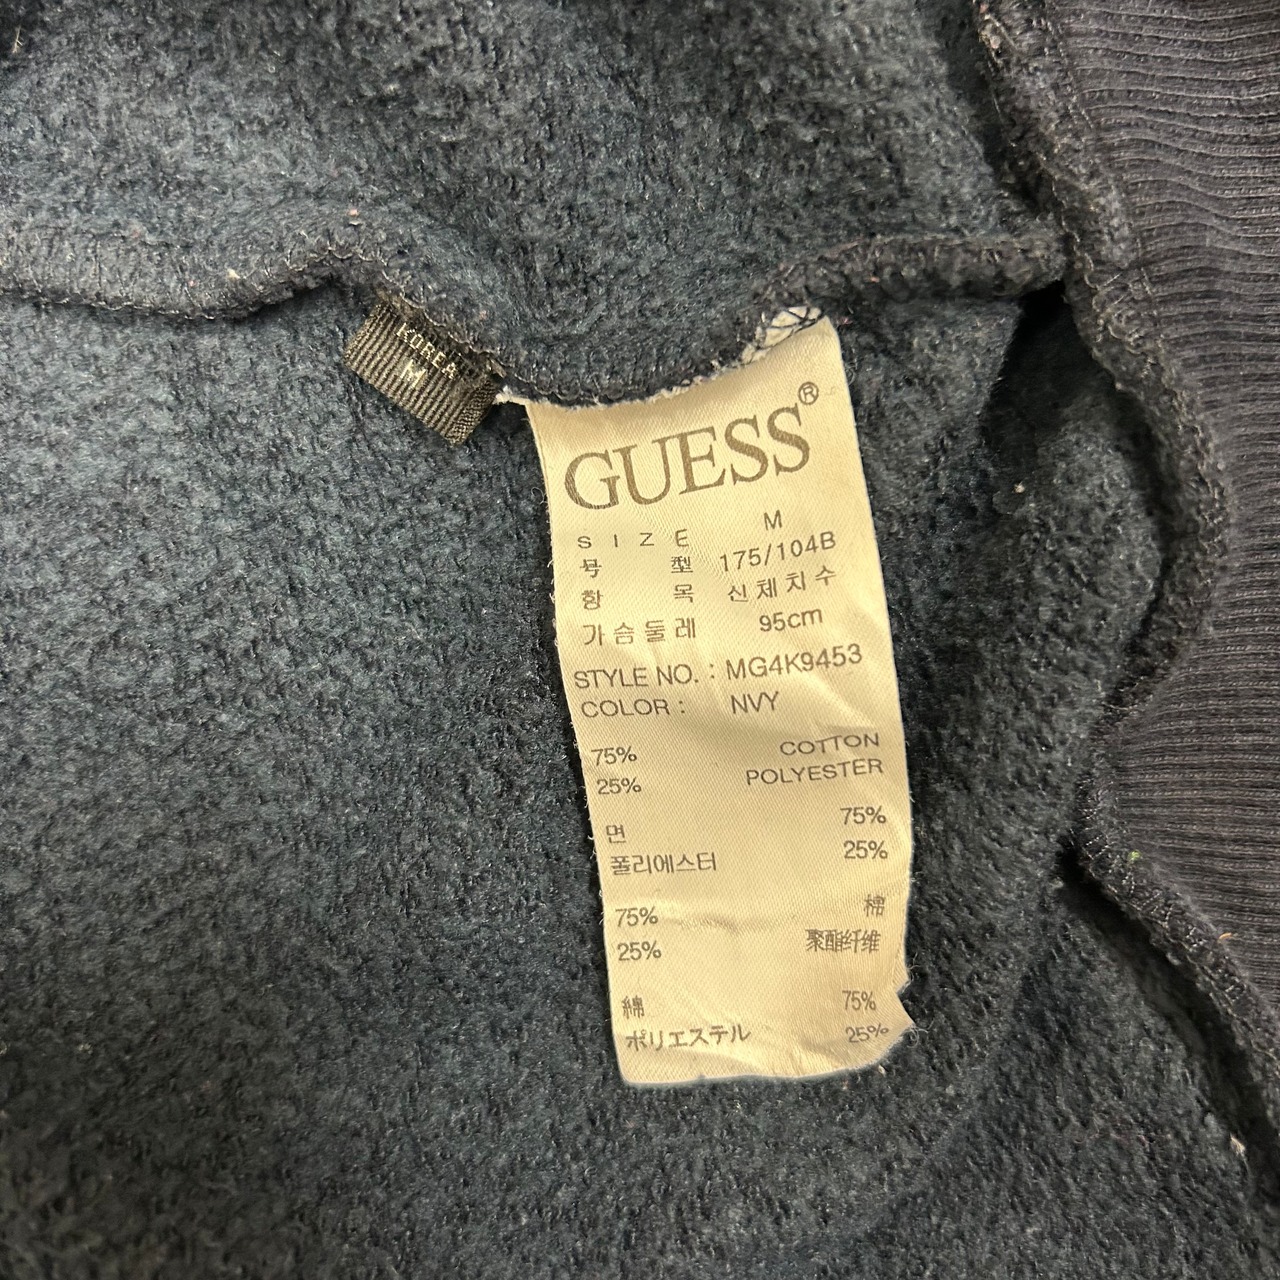 KOREA
M
GUESS®
SIZE M
号型 175/104B
항목 신체치수
가슴둘레 95cm
STYLE NO. : MG4K9453
COLOR : NVY
75% COTTON
25% POLYESTER
면 75%
폴리에스터 25%
75% 棉
25% 聚酯纤维
綿 75%
ポリエステル 25%